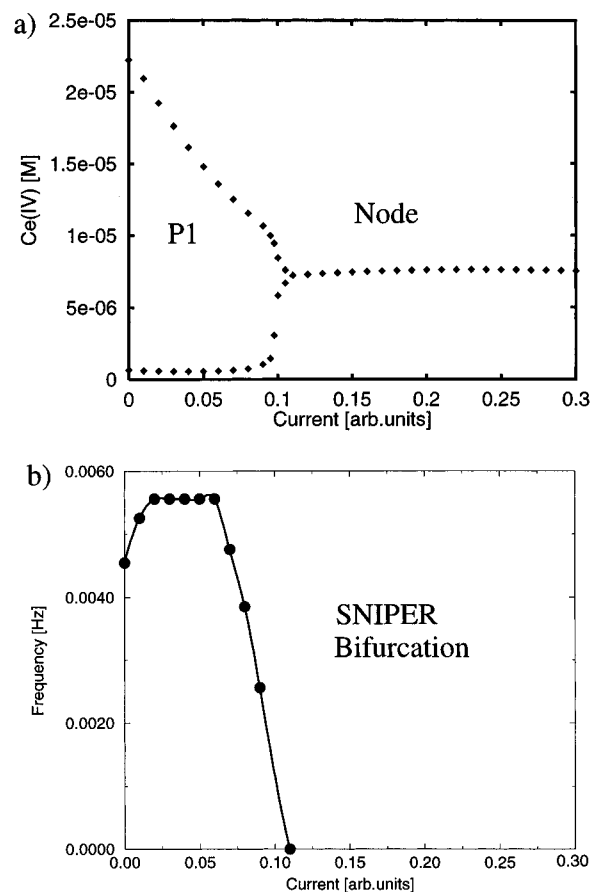 a)
2.5e-05
2e-05
1.5e-05
1e-05
5e-06
0
Ce(IV) [M]
P1
Node
0 0.05 0.1 0.15 0.2 0.25 0.3
Current [arb.units]
b)
0.0060
0.0040
0.0020
0.0000
Frequency [Hz]
SNIPER
Bifurcation
0.00 0.05 0.10 0.15 0.20 0.25 0.30
Current [arb.units]